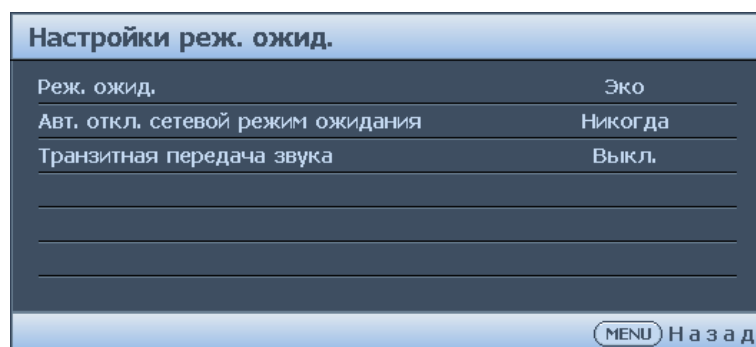 Настройки реж. ожид.
Реж. ожид. Эко
Авт. откл. сетевой режим ожидания Никогда
Транзитная передача звука Выкл.
MENU Назад